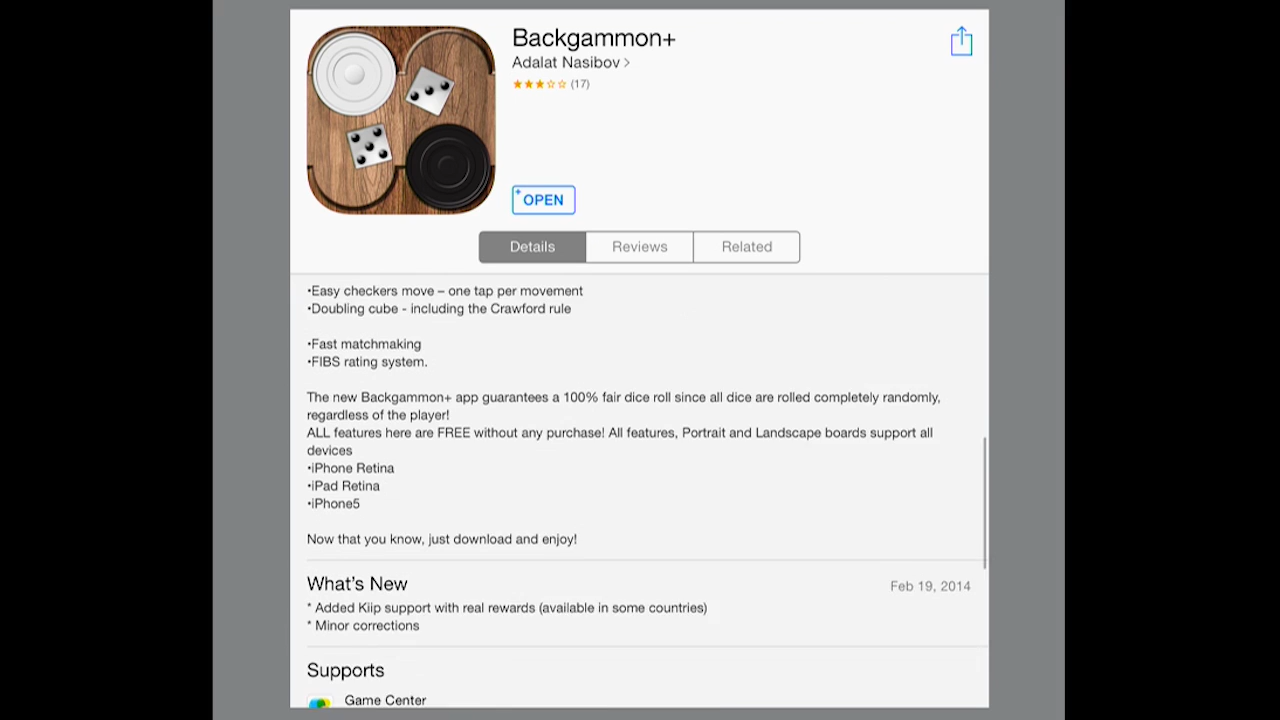 Backgammon+
Adalat Nasibov >
★★★☆☆ (17)
+OPEN
Details Reviews Related
•Easy checkers move – one tap per movement
•Doubling cube - including the Crawford rule
•Fast matchmaking
•FIBS rating system.
The new Backgammon+ app guarantees a 100% fair dice roll since all dice are rolled completely randomly,
regardless of the player!
ALL features here are FREE without any purchase! All features, Portrait and Landscape boards support all
devices
•iPhone Retina
•iPad Retina
•iPhone5
Now that you know, just download and enjoy!
What's New Feb 19, 2014
* Added Kiip support with real rewards (available in some countries)
* Minor corrections
Supports
Game Center